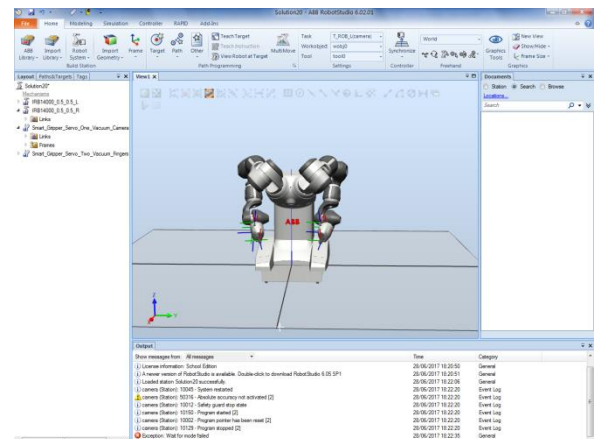 Solution20 - ABB RobotStudio 6.02.01
File Home Modeling Simulation Controller RAPID Add-Ins
ABB Library Import Library Robot System Import Geometry Frame Target Path Other
Teach Target
Teach Instruction
View Robot at Target
MultiMove
Task T_ROB_L(camera)
Workobject wobj0
Tool tool0
Synchronize
World
Graphics Tools
New View
Show/Hide
Frame Size
Build Station Path Programming Settings Controller Freehand Graphics
Layout Paths&Targets Tags
Solution20*
Mechanisms
IRB14000_0.5_0.5_L
IRB14000_0.5_0.5_R
Links
Smart_Gripper_Servo_One_Vacuum_Camera
Links
Frames
Smart_Gripper_Servo_Two_Vacuum_Fingers
View1
ABB
Documents
Station Search Browse
Locations...
Search
Output
Show messages from: All messages Time Category
License information: School Edition 28/06/2017 18:20:50 General
A newer version of RobotStudio is available. Double-click to download RobotStudio 6.05 SP1 28/06/2017 18:20:51 General
Loaded station Solution20 successfully. 28/06/2017 18:22:06 General
camera (Station): 10045 - System restarted 28/06/2017 18:22:20 Event Log
camera (Station): 50316 - Absolute accuracy not activated [2] 28/06/2017 18:22:20 Event Log
camera (Station): 10012 - Safety guard stop state 28/06/2017 18:22:20 Event Log
camera (Station): 10150 - Program started [2] 28/06/2017 18:22:20 Event Log
camera (Station): 10002 - Program pointer has been reset [2] 28/06/2017 18:22:20 Event Log
camera (Station): 10129 - Program stopped [2] 28/06/2017 18:22:20 Event Log
Exception: Wait for mode failed 28/06/2017 18:22:35 General